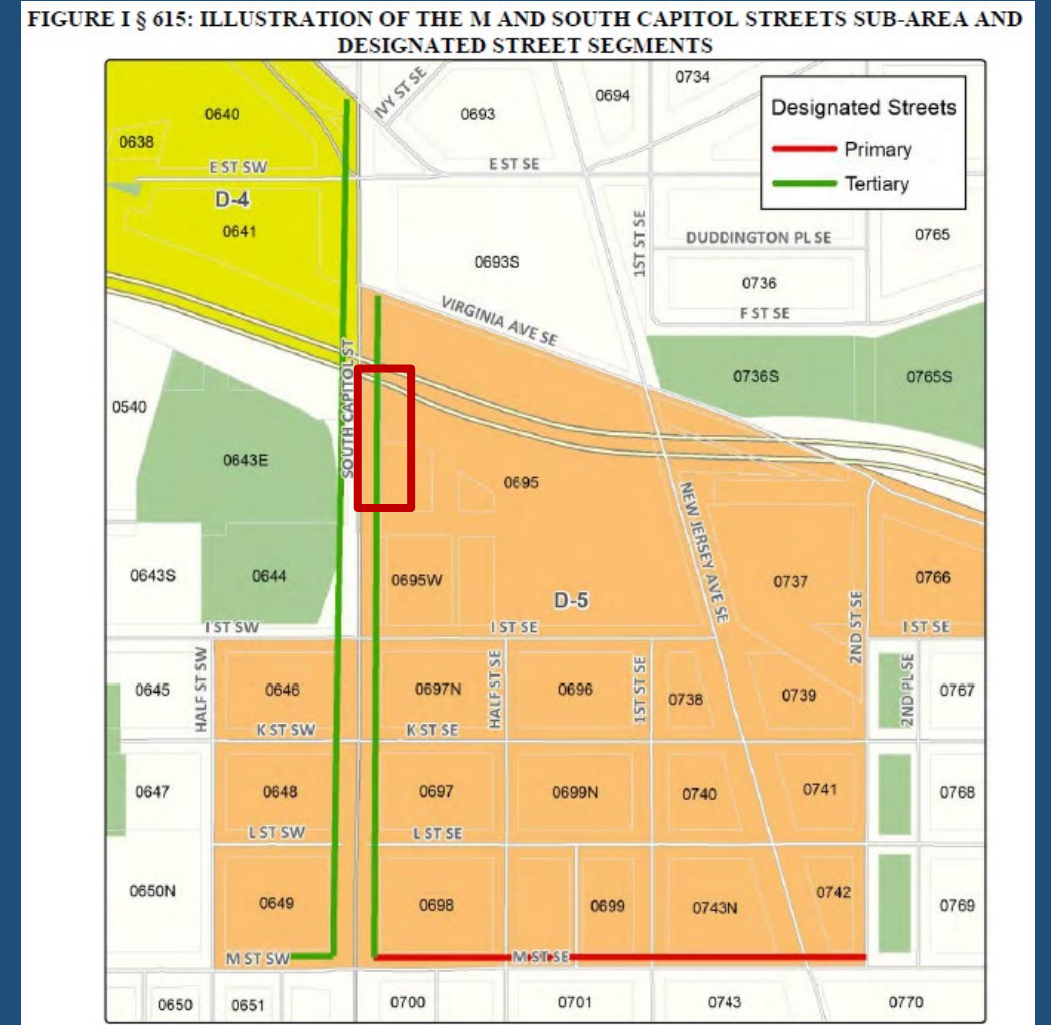 FIGURE I § 615: ILLUSTRATION OF THE M AND SOUTH CAPITOL STREETS SUB-AREA AND
DESIGNATED STREET SEGMENTS
Designated Streets
Primary
Tertiary
IVY ST SE
0734
0694
0640
0693
0638
E ST SW
E ST SE
D-4
0641
1ST ST SE
DUDDINGTON PL SE
0765
0693S
0736
F ST SE
VIRGINIA AVE SE
SOUTH CAPITOL ST
0736S
0765S
0540
0643E
0695
NEW JERSEY AVE SE
0643S
0644
0695W
D-5
0737
0766
2ND ST SE
I ST SW
I ST SE
I ST SE
HALF ST SW
HALF ST SE
1ST ST SE
2ND PL SE
0645
0646
0697N
0696
0738
0739
0767
K ST SW
K ST SE
0647
0648
0697
0699N
0740
0741
0768
L ST SW
L ST SE
0650N
0649
0698
0699
0743N
0742
0769
M ST SW
M ST SE
0650
0651
0700
0701
0743
0770